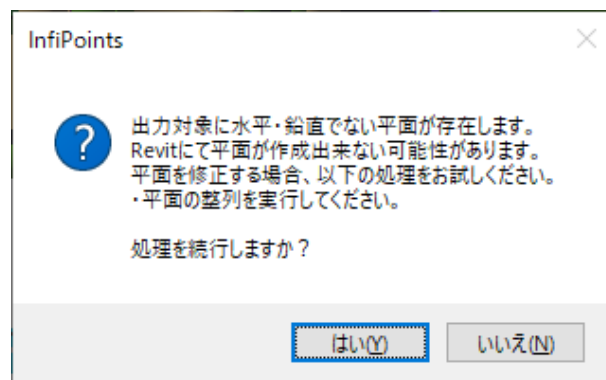 InfiPoints
出力対象に水平・鉛直でない平面が存在します。
Revitにて平面が作成出来ない可能性があります。
平面を修正する場合、以下の処理をお試しください。
・平面の整列を実行してください。
処理を続行しますか？
はい(Y)
いいえ(N)